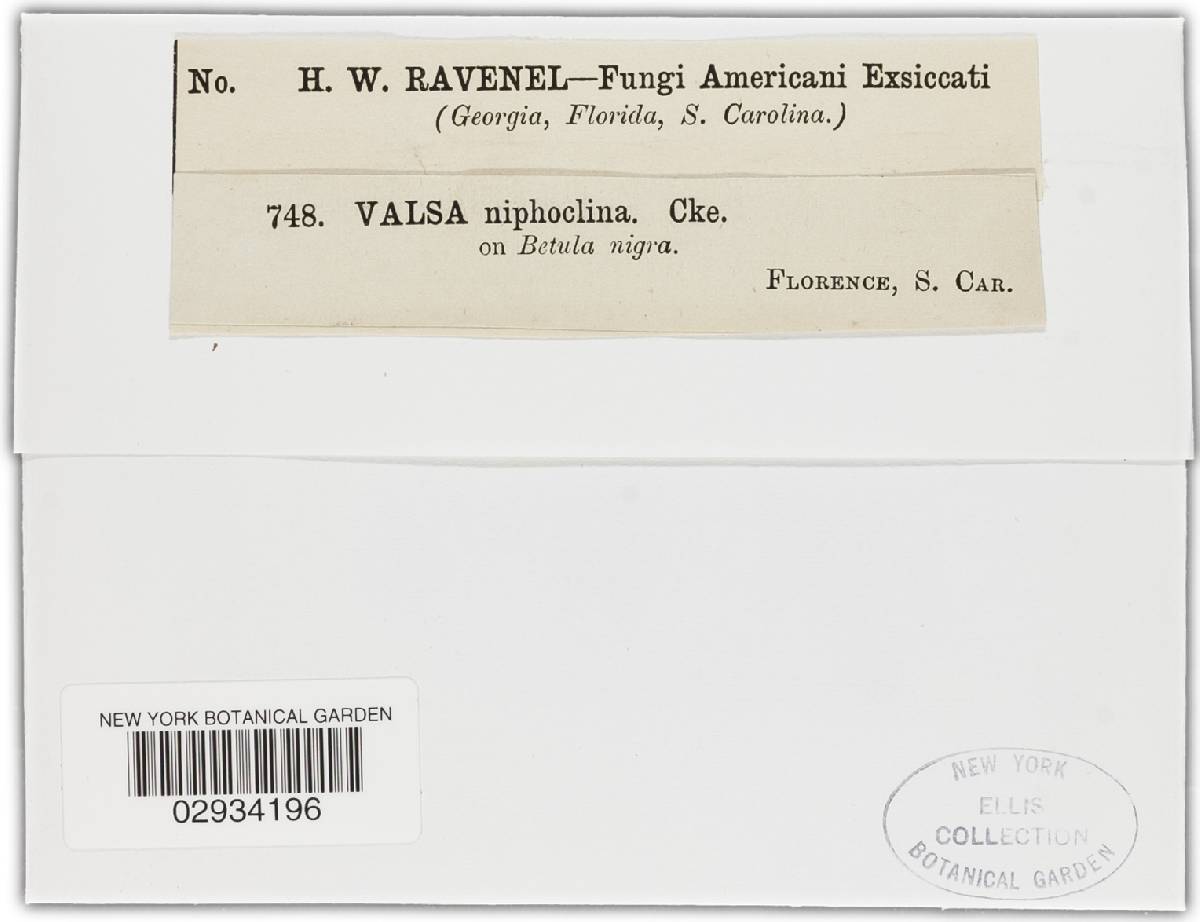 No. H. W. RAVENEL—Fungi Americani Exsiccati
(Georgia, Florida, S. Carolina.)
748. VALSA niphoclina. Cke.
on Betula nigra.
FLORENCE, S. CAR.
NEW YORK BOTANICAL GARDEN
02934196
NEW YORK
ELLIS
COLLECTION
BOTANICAL GARDEN